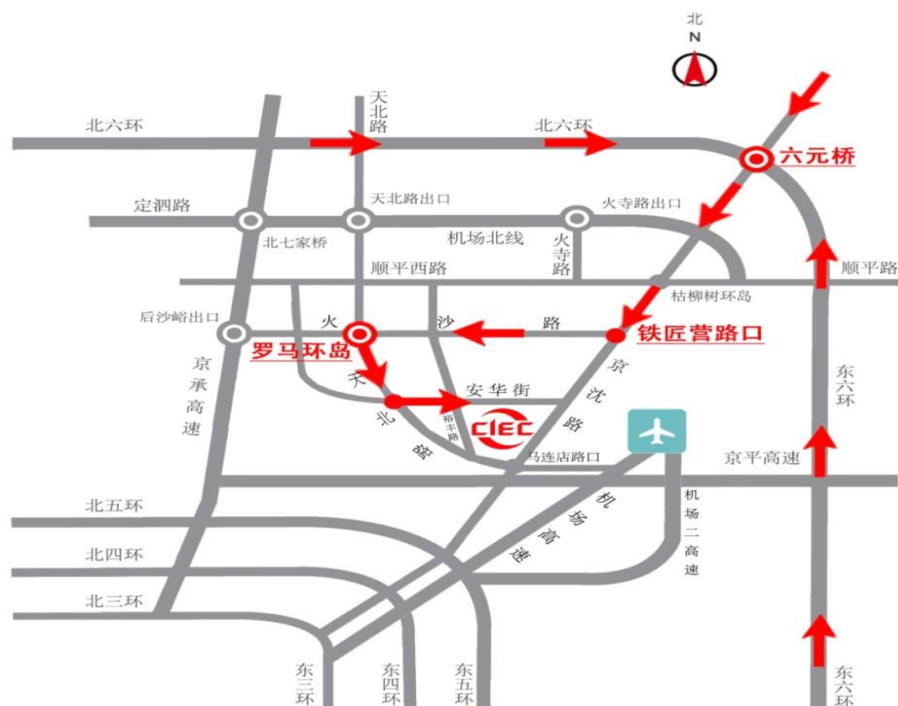 北
N
天北路
北六环
北六环
六元桥
定泗路
天北路出口
火寺路出口
北七家桥
机场北线
火寺路
顺平西路
顺平路
枯柳树环岛
后沙峪出口
火沙路
罗马环岛
铁匠营路口
京承高速
天北路
安华街
京沈路
东六环
裕丰路
CIEC
马连店路口
京平高速
机场高速
机场二高速
北五环
北四环
北三环
东三环
东四环
东五环
东六环